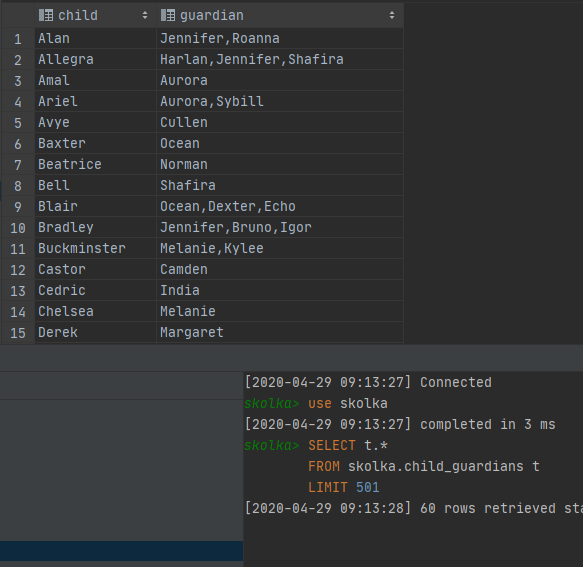 child guardian
1 Alan Jennifer,Roanna
2 Allegra Harlan,Jennifer,Shafira
3 Amal Aurora
4 Ariel Aurora,Sybill
5 Avye Cullen
6 Baxter Ocean
7 Beatrice Norman
8 Bell Shafira
9 Blair Ocean,Dexter,Echo
10 Bradley Jennifer,Bruno,Igor
11 Buckminster Melanie,Kylee
12 Castor Camden
13 Cedric India
14 Chelsea Melanie
15 Derek Margaret
[2020-04-29 09:13:27] Connected
skolka> use skolka
[2020-04-29 09:13:27] completed in 3 ms
skolka> SELECT t.*
FROM skolka.child_guardians t
LIMIT 501
[2020-04-29 09:13:28] 60 rows retrieved sta